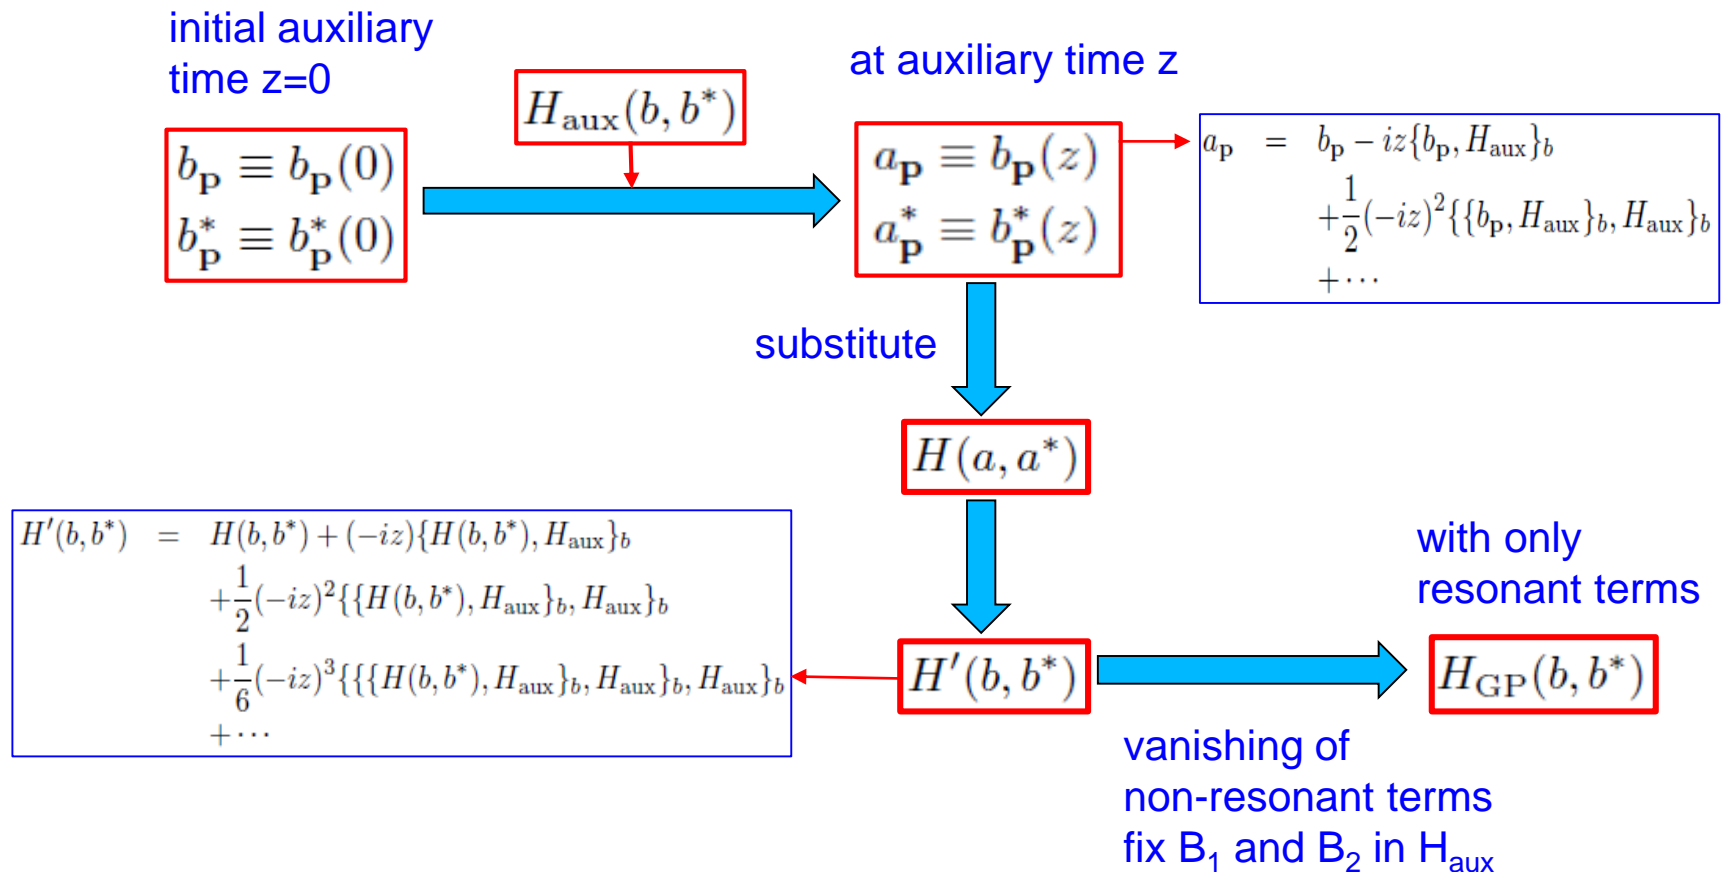 initial auxiliary
time z=0
H_aux(b, b*)
at auxiliary time z
b_𝐩 ≡ b_𝐩(0)
b*_𝐩 ≡ b*_𝐩(0)
a_𝐩 ≡ b_𝐩(z)
a*_𝐩 ≡ b*_𝐩(z)
a_𝐩 = b_𝐩 − iz{b_𝐩, H_aux}_b
+ 1/2 (−iz)²{{b_𝐩, H_aux}_b, H_aux}_b
+ ⋯
substitute
H(a, a*)
H′(b, b*) = H(b, b*) + (−iz){H(b, b*), H_aux}_b
+ 1/2 (−iz)²{{H(b, b*), H_aux}_b, H_aux}_b
+ 1/6 (−iz)³{{{H(b, b*), H_aux}_b, H_aux}_b, H_aux}_b
+ ⋯
H′(b, b*)
with only
resonant terms
H_GP(b, b*)
vanishing of
non-resonant terms
fix B₁ and B₂ in H_aux